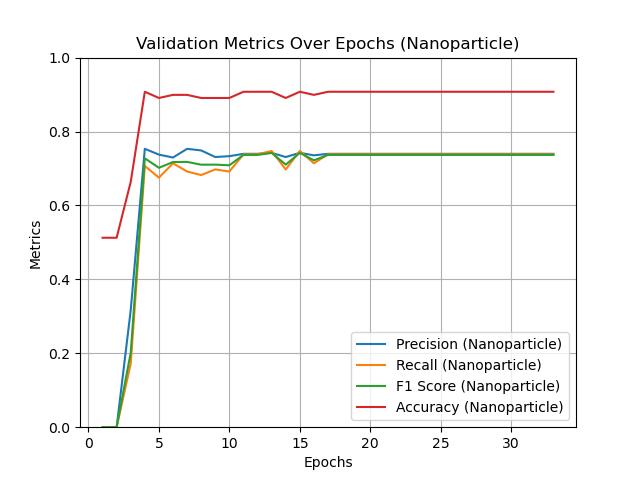 Validation Metrics Over Epochs (Nanoparticle)
1.0
0.8
0.6
0.4
0.2
0.0
Metrics
0 5 10 15 20 25 30
Epochs
Precision (Nanoparticle)
Recall (Nanoparticle)
F1 Score (Nanoparticle)
Accuracy (Nanoparticle)